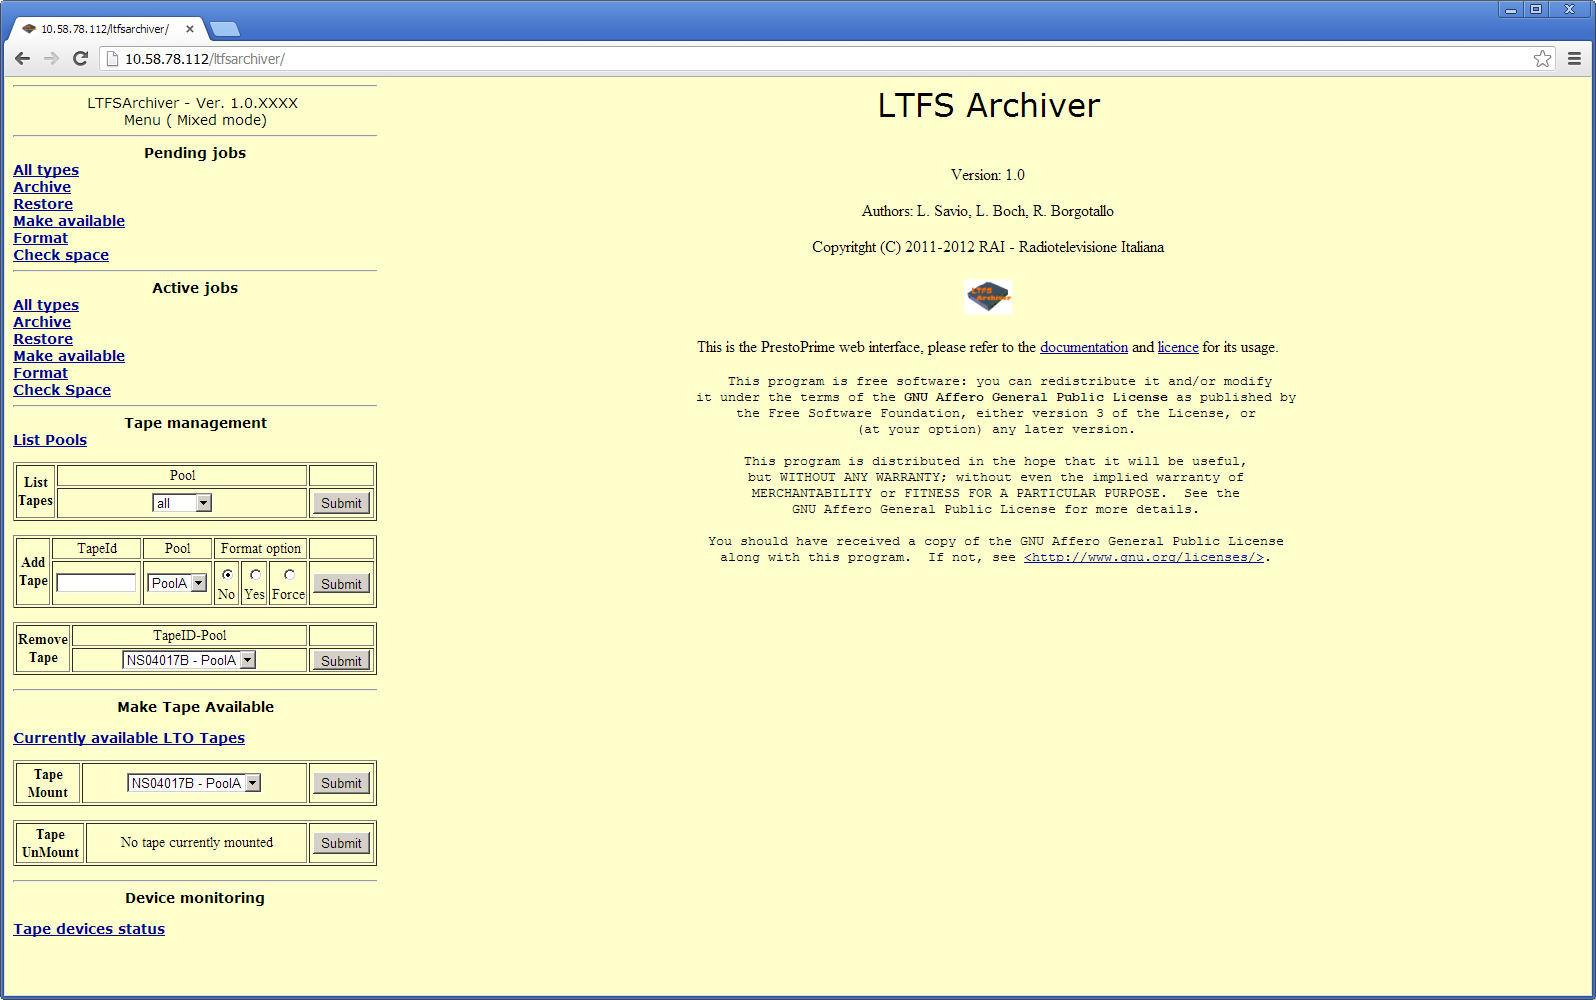 10.58.78.112/ltfsarchiver/
10.58.78.112/ltfsarchiver/
LTFSArchiver - Ver. 1.0.XXXX
Menu ( Mixed mode)
Pending jobs
All types
Archive
Restore
Make available
Format
Check space
Active jobs
All types
Archive
Restore
Make available
Format
Check Space
Tape management
List Pools
List Tapes
Pool
all
Submit
Add Tape
TapeId
Pool
Format option
PoolA
No
Yes
Force
Submit
Remove Tape
TapeID-Pool
NS04017B - PoolA
Submit
Make Tape Available
Currently available LTO Tapes
Tape Mount
NS04017B - PoolA
Submit
Tape UnMount
No tape currently mounted
Submit
Device monitoring
Tape devices status
LTFS Archiver
Version: 1.0
Authors: L. Savio, L. Boch, R. Borgotallo
Copyritght (C) 2011-2012 RAI - Radiotelevisione Italiana
LTFS
Archiver
This is the PrestoPrime web interface, please refer to the documentation and licence for its usage.
This program is free software: you can redistribute it and/or modify
it under the terms of the GNU Affero General Public License as published by
the Free Software Foundation, either version 3 of the License, or
(at your option) any later version.
This program is distributed in the hope that it will be useful,
but WITHOUT ANY WARRANTY; without even the implied warranty of
MERCHANTABILITY or FITNESS FOR A PARTICULAR PURPOSE.  See the
GNU Affero General Public License for more details.
You should have received a copy of the GNU Affero General Public License
along with this program.  If not, see <http://www.gnu.org/licenses/>.